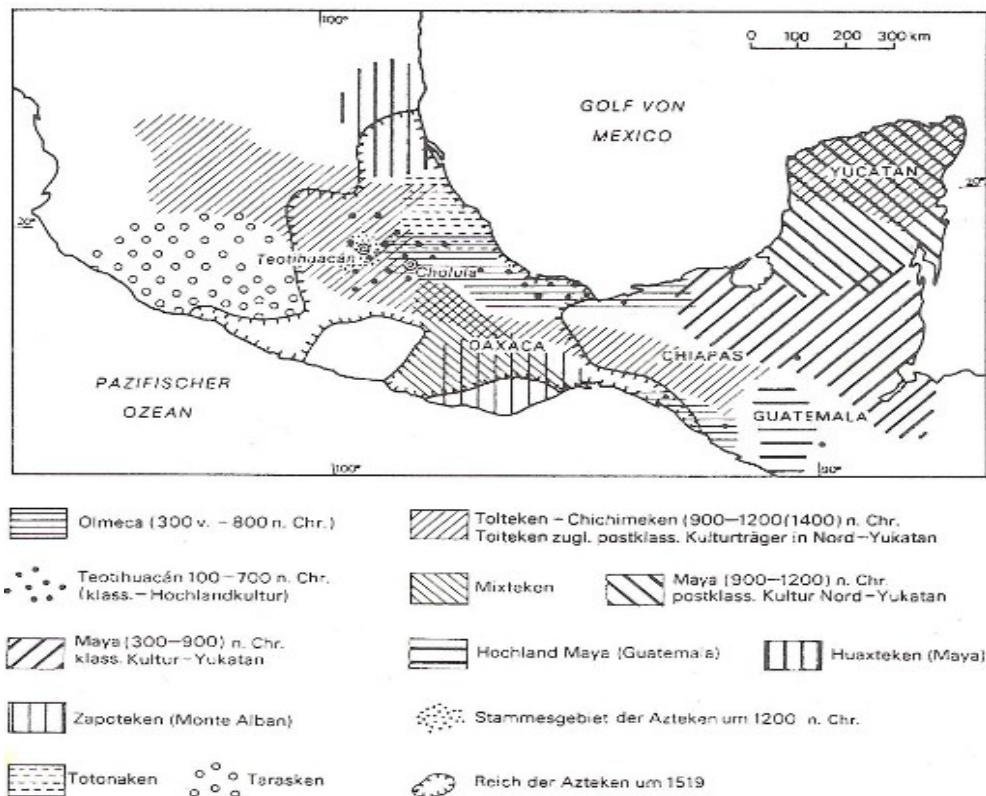 100°
0 100 200 300 km
GOLF VON
MEXICO
YUCATAN
20°
20°
Teotihuacán
Cholula
OAXACA
CHIAPAS
PAZIFISCHER
OZEAN
GUATEMALA
100°
90°
Olmeca (300 v. – 800 n. Chr.)
Tolteken – Chichimeken (900–1200(1400) n. Chr.
Toiteken zugl. postklass. Kulturträger in Nord–Yukatan
Teotihuacán 100–700 n. Chr.
(klass.–Hochlandkultur)
Mixteken
Maya (900–1200) n. Chr.
postklass. Kultur Nord–Yukatan
Maya (300–900) n. Chr.
klass. Kultur–Yukatan
Hochland Maya (Guatemala)
Huaxteken (Maya)
Zapoteken (Monte Alban)
Stammesgebiet der Azteken um 1200 n. Chr.
Totonaken
Tarasken
Reich der Azteken um 1519